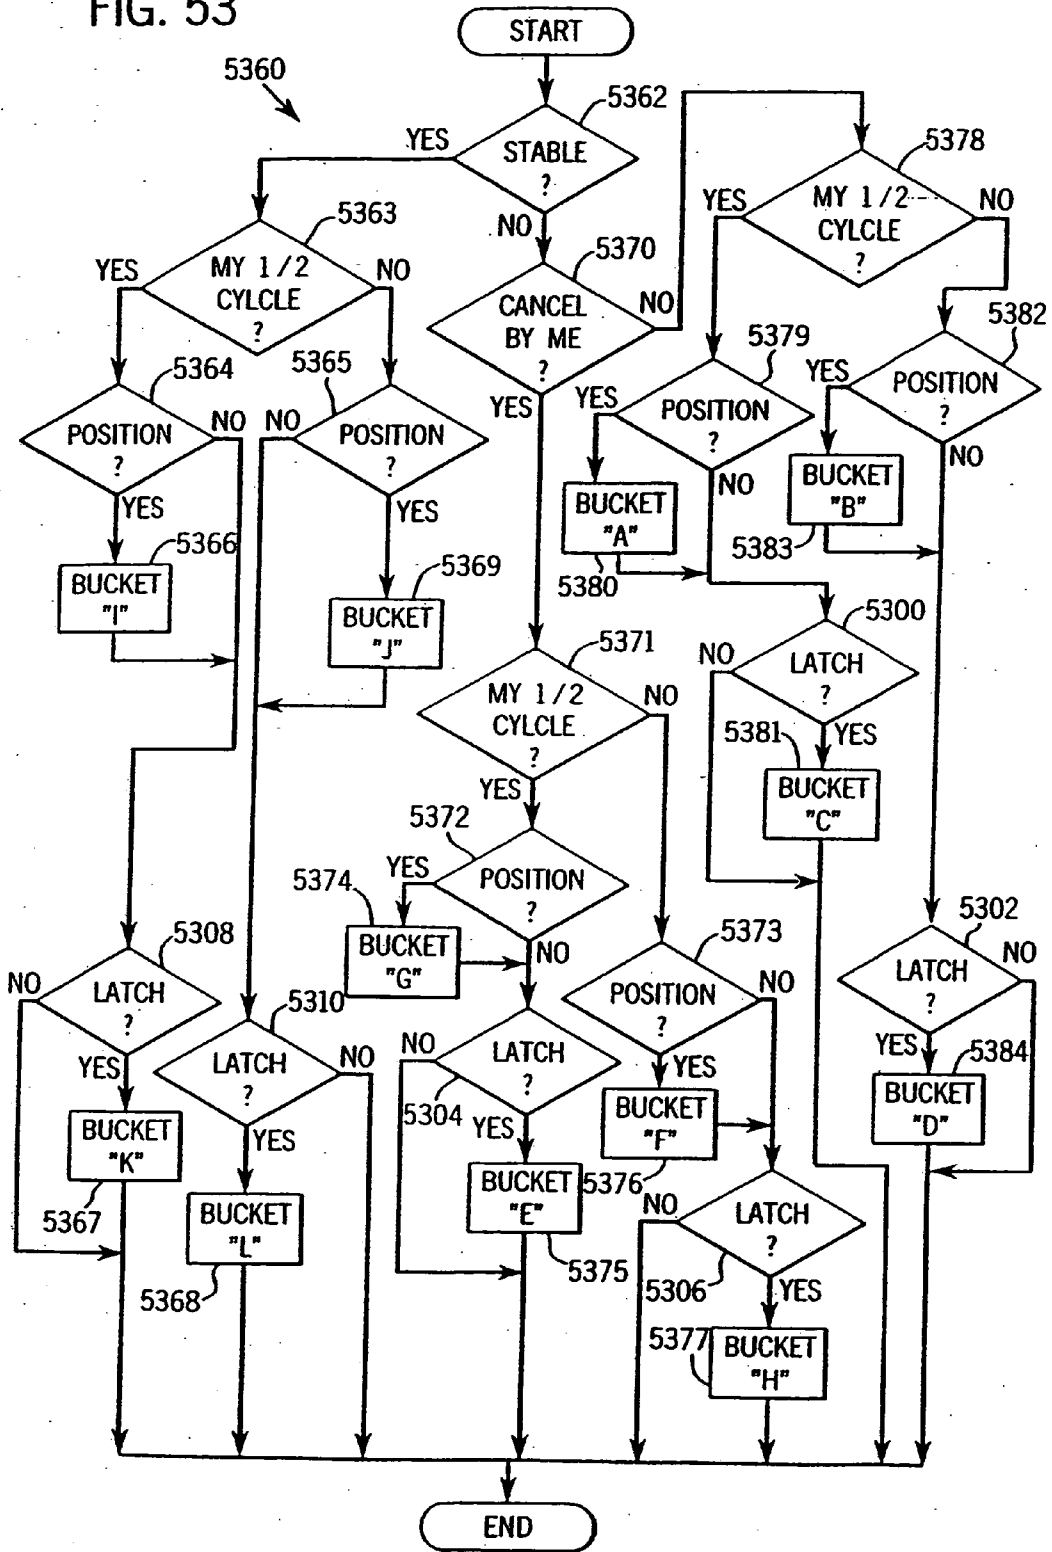 FIG. 53
START
5360
5362
YES
STABLE
?
NO
5378
YES
MY 1/2
CYLCLE
?
NO
5363
YES
MY 1/2
CYLCLE
?
NO
5370
CANCEL
BY ME
?
NO
YES
5382
YES
POSITION
?
NO
5379
YES
POSITION
?
NO
5364
POSITION
?
NO
YES
5365
NO
POSITION
?
YES
BUCKET
"A"
5380
BUCKET
"B"
5383
5366
BUCKET
"I"
5369
BUCKET
"J"
5371
MY 1/2
CYLCLE
?
NO
YES
5300
NO
LATCH
?
YES
5381
BUCKET
"C"
5372
YES
POSITION
?
NO
5374
BUCKET
"G"
5373
POSITION
?
NO
YES
5302
LATCH
?
NO
YES
5384
BUCKET
"D"
5308
NO
LATCH
?
YES
5310
LATCH
?
NO
YES
NO
LATCH
?
5304
YES
BUCKET
"F"
5376
BUCKET
"K"
5367
BUCKET
"L"
5368
BUCKET
"E"
5375
NO
LATCH
?
5306
YES
5377
BUCKET
"H"
END